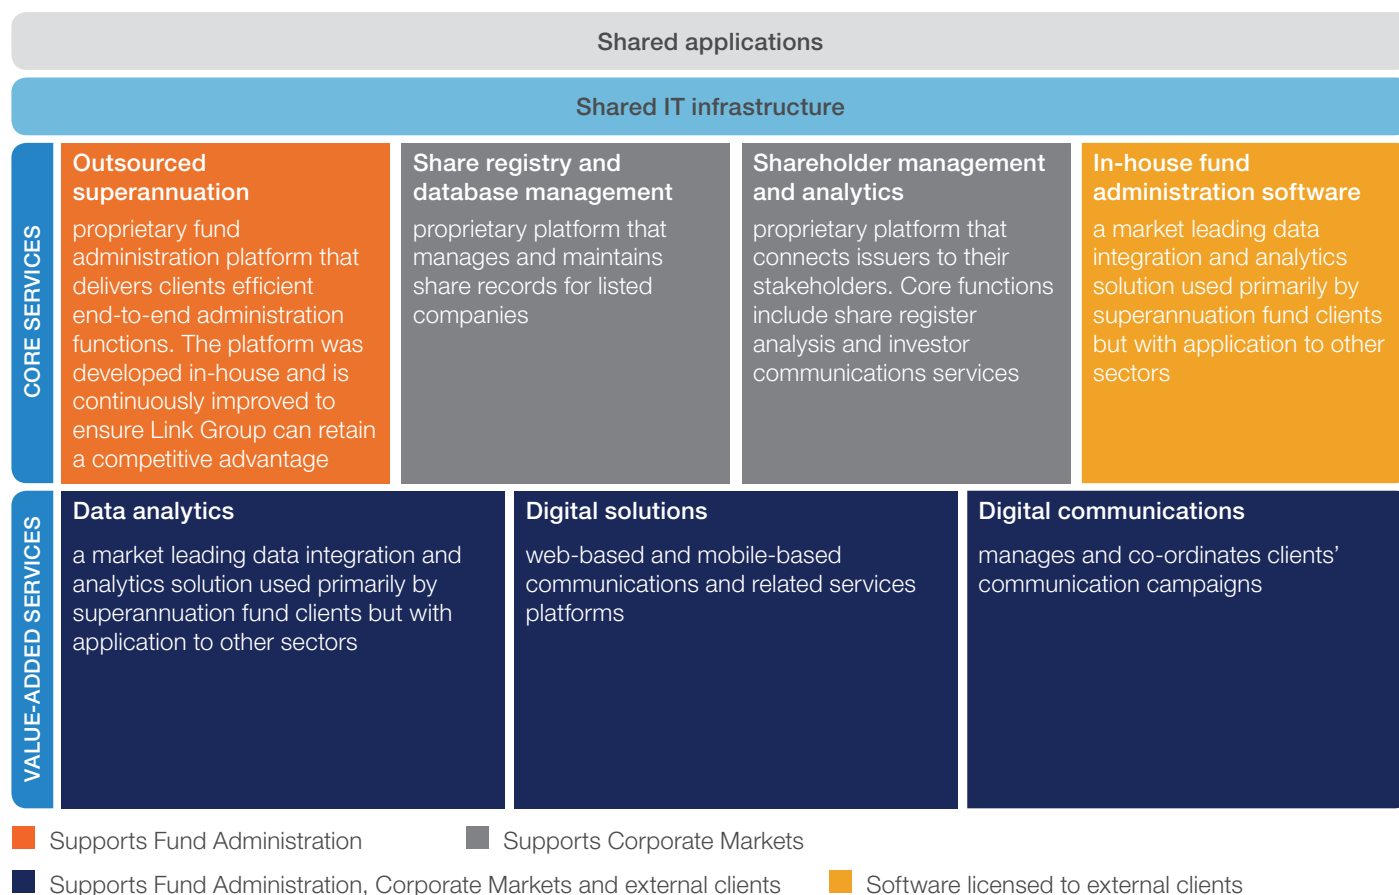 Shared applications
Shared IT infrastructure
CORE SERVICES
Outsourced
superannuation
proprietary fund
administration platform that
delivers clients efficient
end-to-end administration
functions. The platform was
developed in-house and is
continuously improved to
ensure Link Group can retain
a competitive advantage
Share registry and
database management
proprietary platform that
manages and maintains
share records for listed
companies
Shareholder management
and analytics
proprietary platform that
connects issuers to their
stakeholders. Core functions
include share register
analysis and investor
communications services
In-house fund
administration software
a market leading data
integration and analytics
solution used primarily by
superannuation fund clients
but with application to other
sectors
VALUE-ADDED SERVICES
Data analytics
a market leading data integration and
analytics solution used primarily by
superannuation fund clients but with
application to other sectors
Digital solutions
web-based and mobile-based
communications and related services
platforms
Digital communications
manages and co-ordinates clients’
communication campaigns
Supports Fund Administration
Supports Corporate Markets
Supports Fund Administration, Corporate Markets and external clients
Software licensed to external clients